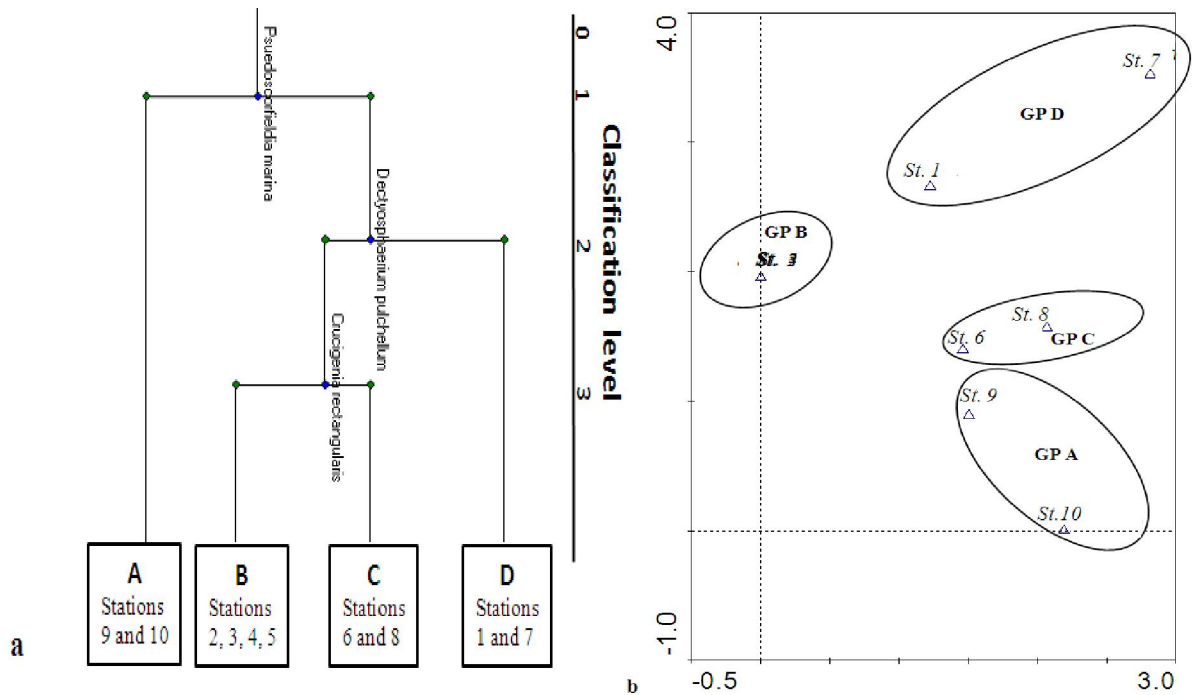 Psuedoscorfieldia marina
Dectyosphaerium pulchellum
Crucigenia rectangularis
0
1
2
3
Classification level
A
Stations
9 and 10
B
Stations
2, 3, 4, 5
C
Stations
6 and 8
D
Stations
1 and 7
a
4.0
-1.0
-0.5
3.0
St. 7
GP D
St. 1
GP B
St.
St. 8
St. 6
GP C
St. 9
GP A
St.10
b